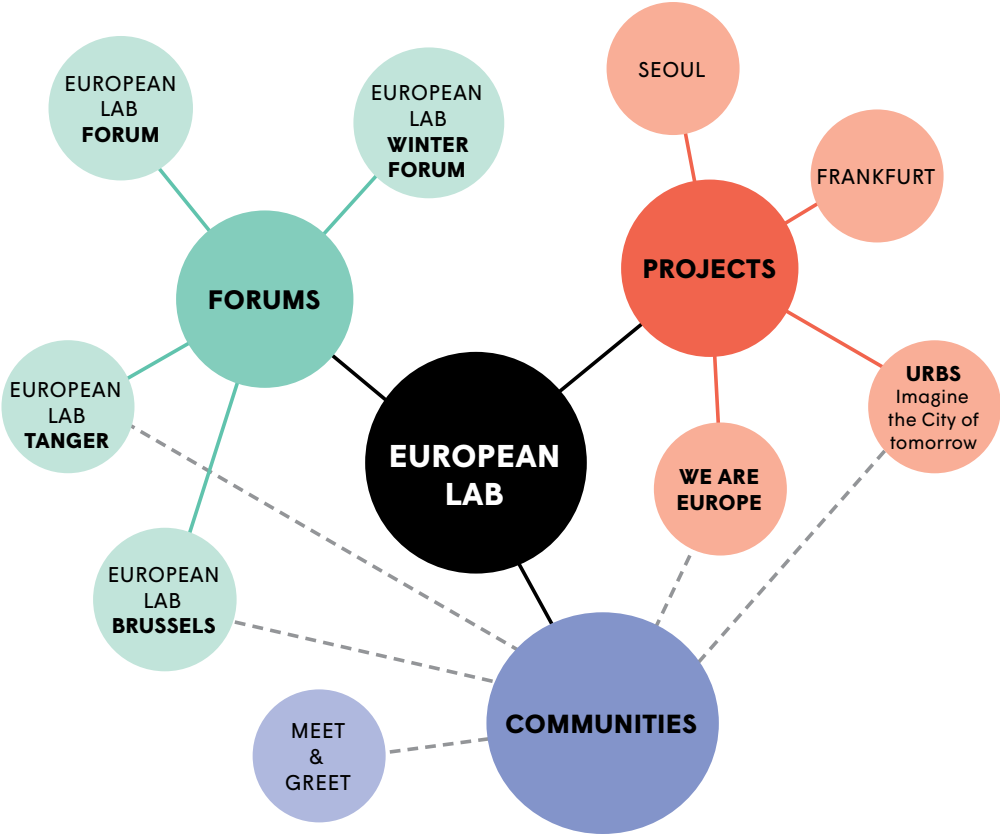 EUROPEAN
LAB
FORUM
EUROPEAN
LAB
WINTER
FORUM
SEOUL
FRANKFURT
PROJECTS
FORUMS
EUROPEAN
LAB
TANGER
URBS
Imagine
the City of
tomorrow
EUROPEAN
LAB
WE ARE
EUROPE
EUROPEAN
LAB
BRUSSELS
COMMUNITIES
MEET
&
GREET